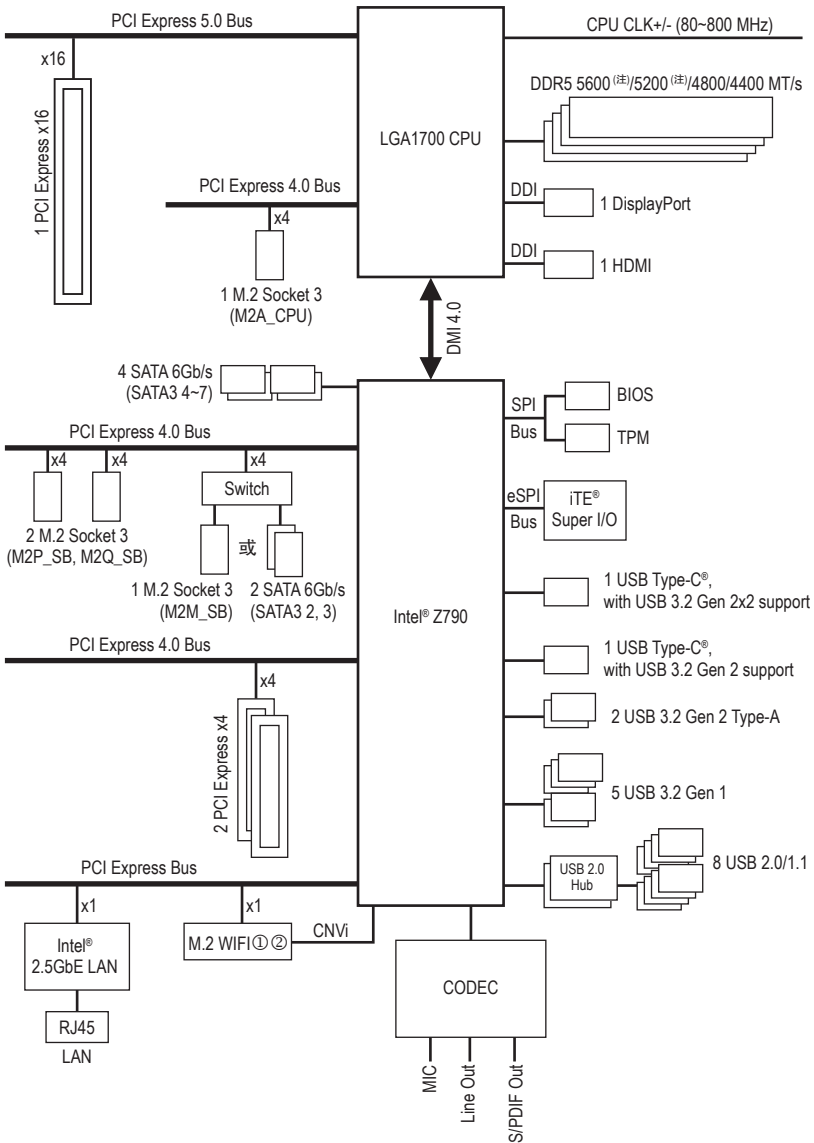 PCI Express 5.0 Bus
CPU CLK+/- (80~800 MHz)
x16
DDR5 5600 (注)/5200 (注)/4800/4400 MT/s
1 PCI Express x16
LGA1700 CPU
PCI Express 4.0 Bus
x4
DDI
1 DisplayPort
DDI
1 HDMI
1 M.2 Socket 3
(M2A_CPU)
DMI 4.0
4 SATA 6Gb/s
(SATA3 4~7)
SPI
Bus
BIOS
TPM
PCI Express 4.0 Bus
x4
x4
x4
Switch
eSPI
Bus
iTE®
Super I/O
2 M.2 Socket 3
(M2P_SB, M2Q_SB)
或
1 M.2 Socket 3
(M2M_SB)
2 SATA 6Gb/s
(SATA3 2, 3)
Intel® Z790
1 USB Type-C®,
with USB 3.2 Gen 2x2 support
PCI Express 4.0 Bus
1 USB Type-C®,
with USB 3.2 Gen 2 support
x4
2 PCI Express x4
2 USB 3.2 Gen 2 Type-A
5 USB 3.2 Gen 1
PCI Express Bus
USB 2.0
Hub
8 USB 2.0/1.1
x1
x1
Intel®
2.5GbE LAN
M.2 WIFI①②
CNVi
RJ45
LAN
CODEC
MIC
Line Out
S/PDIF Out